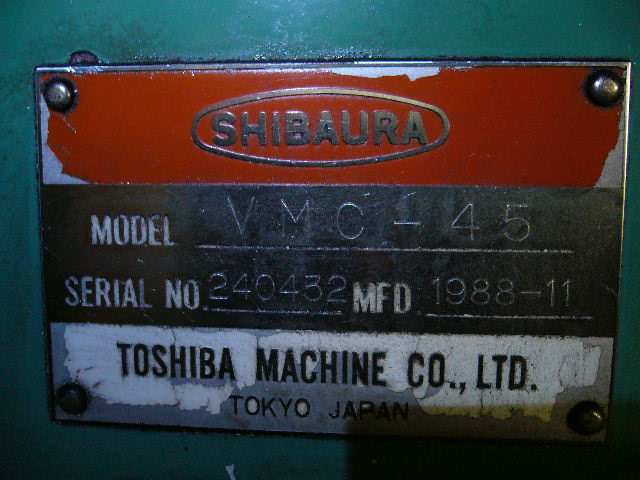 SHIBAURA
MODEL VMC-45
SERIAL NO. 240432 MFD 1988-11
TOSHIBA MACHINE CO., LTD.
TOKYO JAPAN